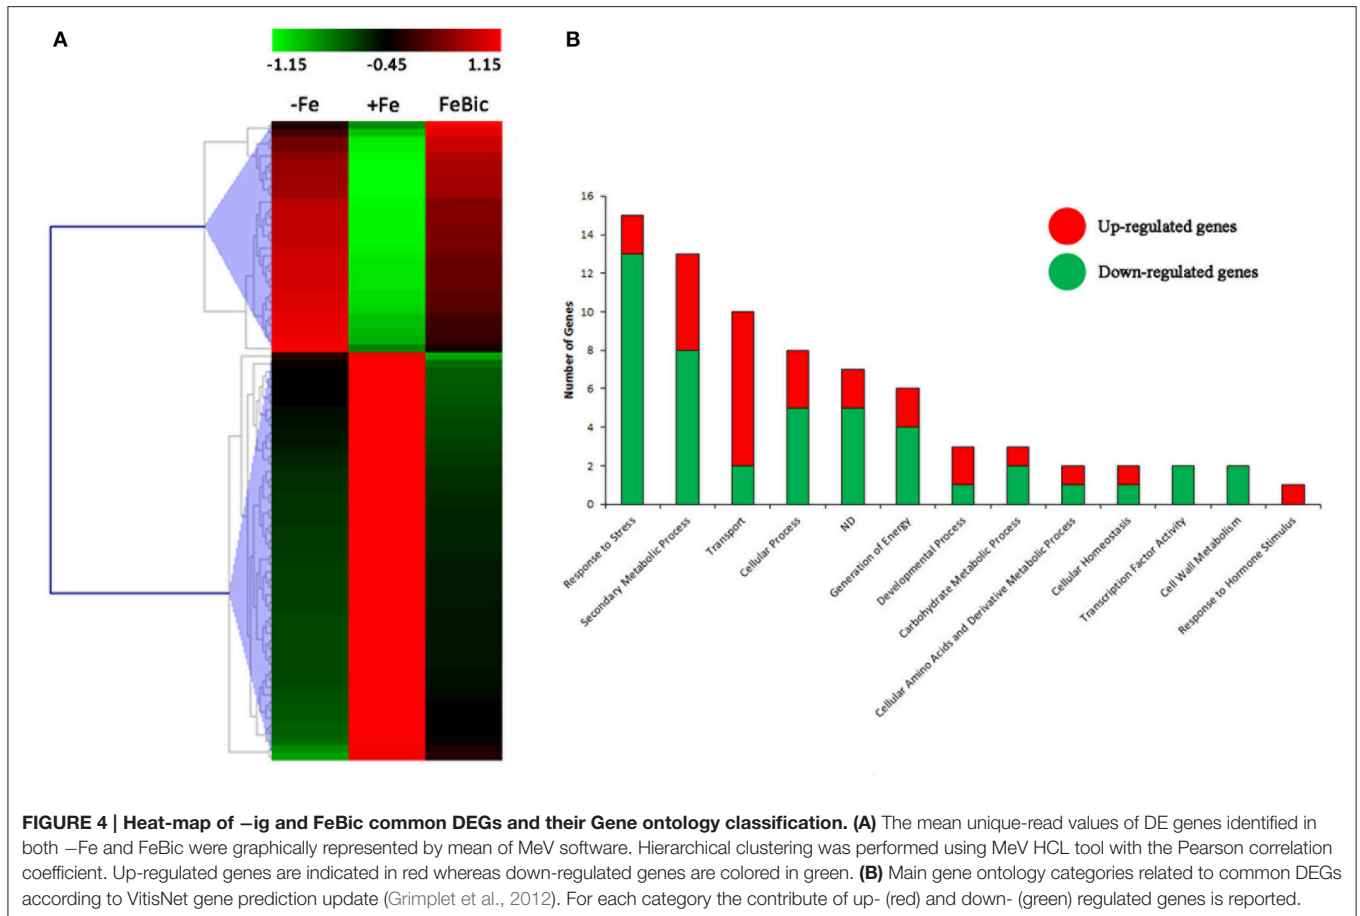 A
-1.15 -0.45 1.15
-Fe +Fe FeBic
B
16
14
12
10
8
6
4
2
0
Number of Genes
Up-regulated genes
Down-regulated genes
Response to Stress
Secondary Metabolic Process
Transport
Cellular Process
ND
Generation of Energy
Developmental Process
Carbohydrate Metabolic Process
Cellular Amino Acids and Derivative Metabolic Process
Cellular Homeostasis
Transcription Factor Activity
Cell Wall Metabolism
Response to Hormone Stimulus
FIGURE 4 | Heat-map of −ig and FeBic common DEGs and their Gene ontology classification. (A) The mean unique-read values of DE genes identified in
both −Fe and FeBic were graphically represented by mean of MeV software. Hierarchical clustering was performed using MeV HCL tool with the Pearson correlation
coefficient. Up-regulated genes are indicated in red whereas down-regulated genes are colored in green. (B) Main gene ontology categories related to common DEGs
according to VitisNet gene prediction update (Grimplet et al., 2012). For each category the contribute of up- (red) and down- (green) regulated genes is reported.